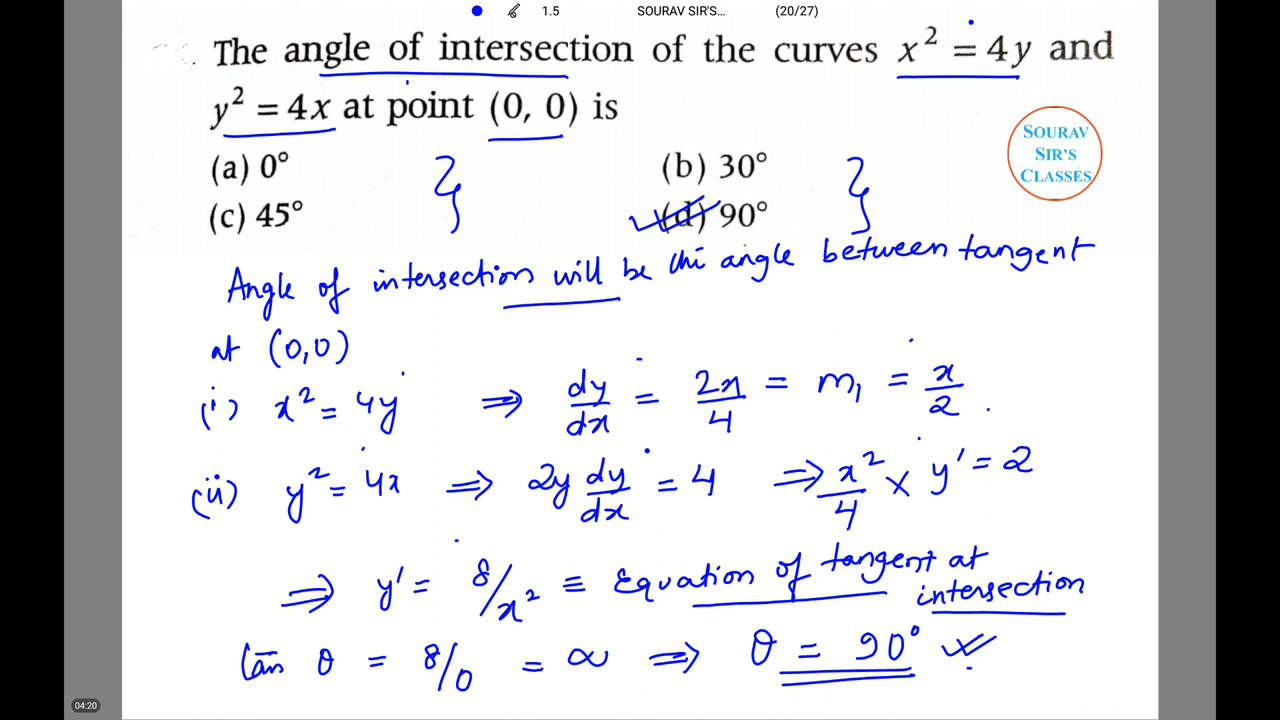 1.5 SOURAV SIR'S... (20/27)
The angle of intersection of the curves x² = 4y and
y² = 4x at point (0, 0) is
SOURAV
SIR'S
CLASSES
(a) 0° (b) 30°
(c) 45° (d) 90°
Angle of intersection will be the angle between tangent
at (0,0)
(i) x² = 4y ⇒ dy/dx = 2x/4 = m₁ = x/2 .
(ii) y² = 4x ⇒ 2y dy/dx = 4 ⇒ x²/4 × y' = 2
⇒ y' = 8/x² ≡ Equation of tangent at
intersection
tan θ = 8/0 = ∞ ⇒ θ = 90°
04:20